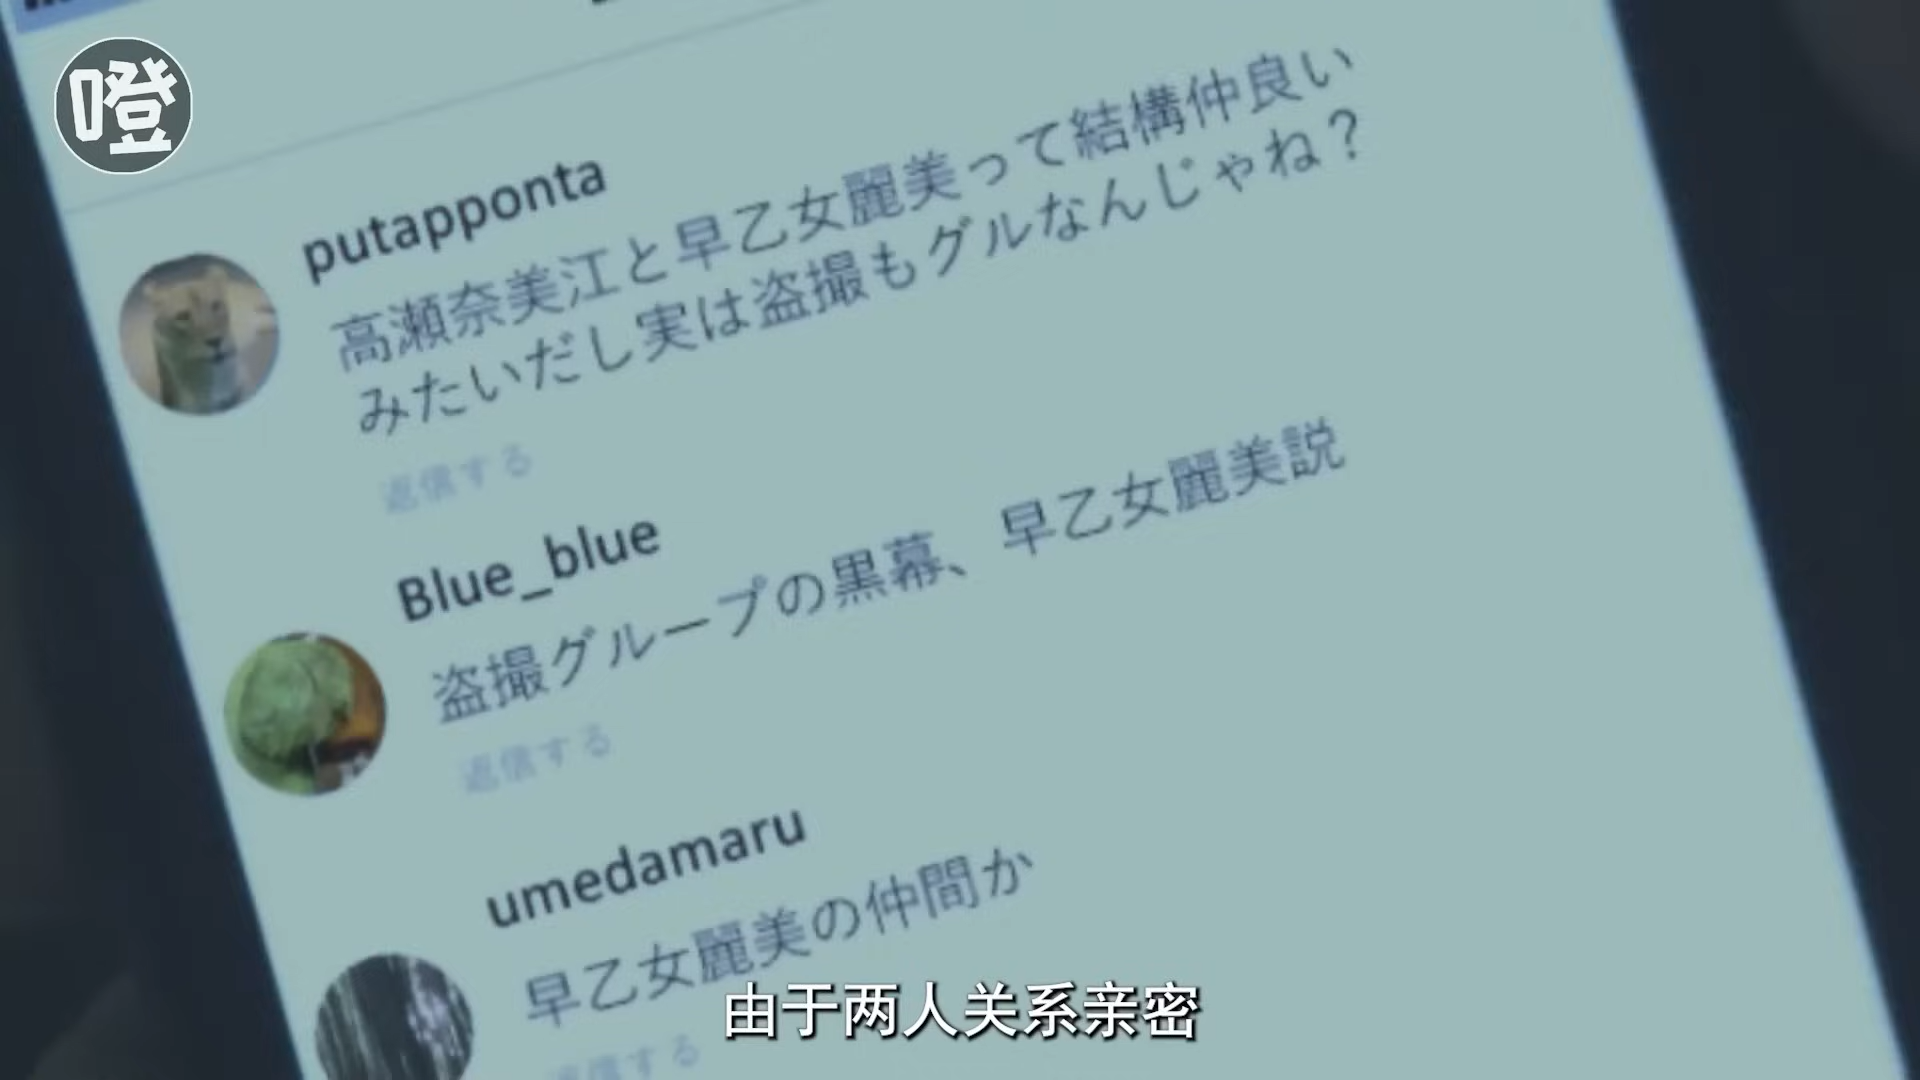 噔
putapponta
高瀬奈美江と早乙女麗美って結構仲良い
みたいだし実は盗撮もグルなんじゃね？
返信する
Blue_blue
盗撮グループの黒幕、早乙女麗美説
返信する
umedamaru
早乙女麗美の仲間か
返信する
由于两人关系亲密